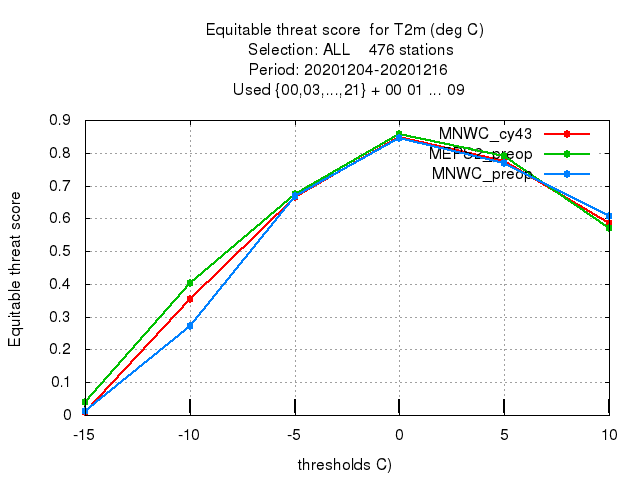 Equitable threat score for T2m (deg C)
Selection: ALL 476 stations
Period: 20201204-20201216
Used {00,03,...,21} + 00 01 ... 09
Equitable threat score
0.9
0.8
0.7
0.6
0.5
0.4
0.3
0.2
0.1
0
MNWC_cy43
preop
MNWC_preop
-15
-10
-5
0
5
10
thresholds C)